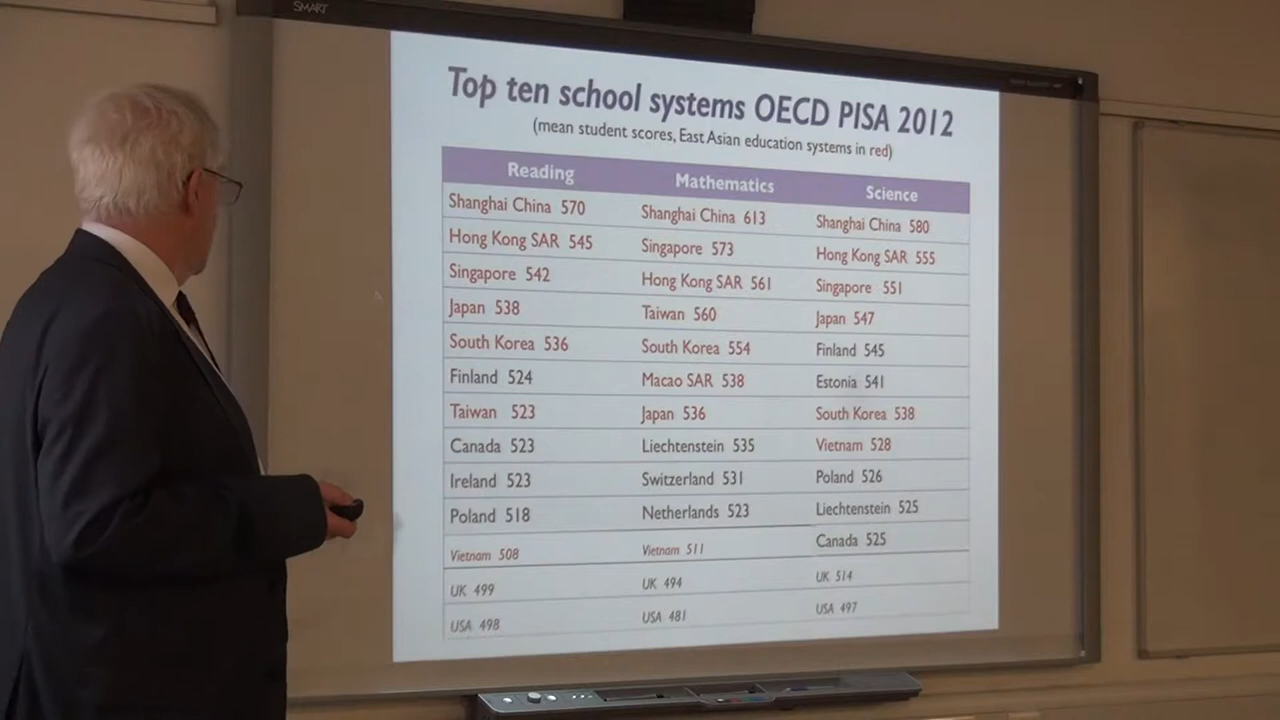 SMART
Top ten school systems OECD PISA 2012
(mean student scores, East Asian education systems in red)
Reading Mathematics Science
Shanghai China 570 Shanghai China 613 Shanghai China 580
Hong Kong SAR 545 Singapore 573 Hong Kong SAR 555
Singapore 542 Hong Kong SAR 561 Singapore 551
Japan 538 Taiwan 560 Japan 547
South Korea 536 South Korea 554 Finland 545
Finland 524 Macao SAR 538 Estonia 541
Taiwan 523 Japan 536 South Korea 538
Canada 523 Liechtenstein 535 Vietnam 528
Ireland 523 Switzerland 531 Poland 526
Poland 518 Netherlands 523 Liechtenstein 525
Vietnam 508 Vietnam 511 Canada 525
UK 499 UK 494 UK 514
USA 498 USA 481 USA 497